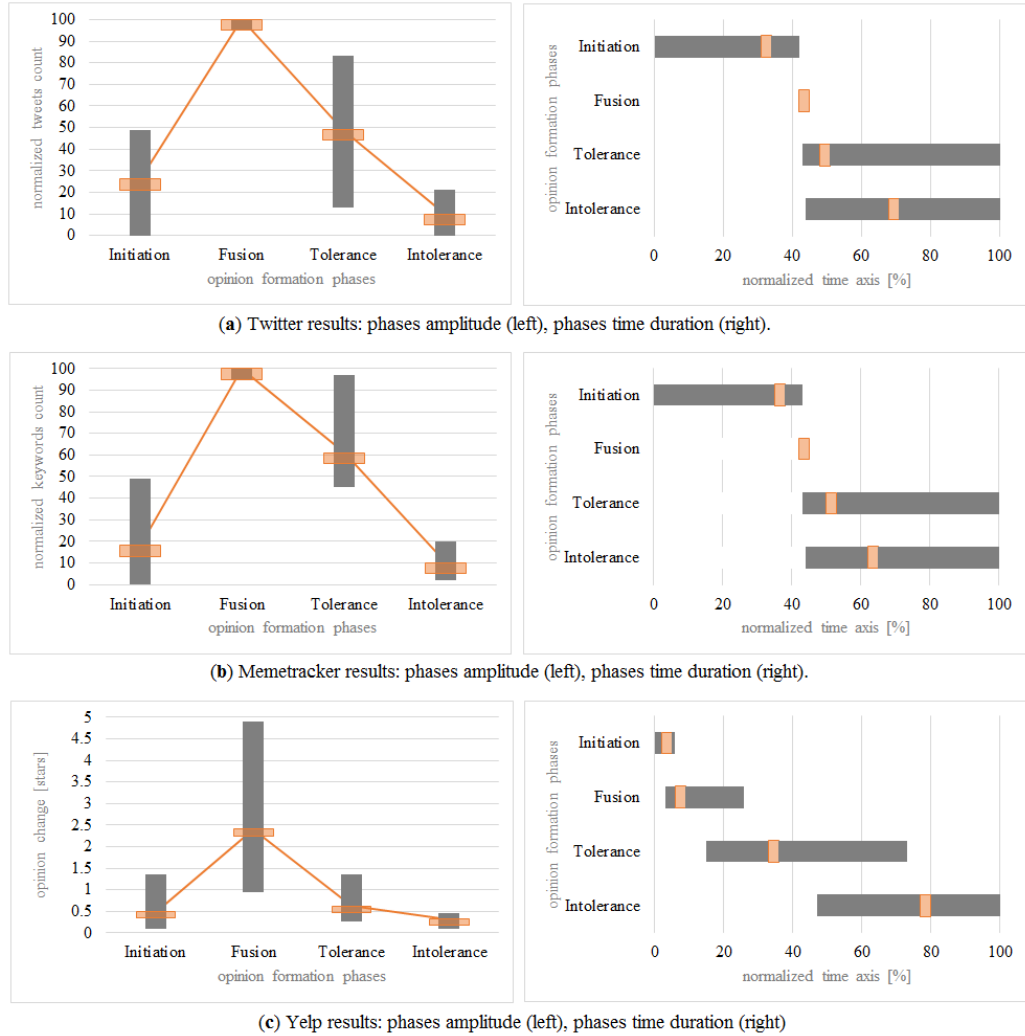 normalized tweets count
100
90
80
70
60
50
40
30
20
10
0
Initiation Fusion Tolerance Intolerance
opinion formation phases
opinion formation phases
Initiation
Fusion
Tolerance
Intolerance
0 20 40 60 80 100
normalized time axis [%]
(a) Twitter results: phases amplitude (left), phases time duration (right).
normalized keywords count
100
90
80
70
60
50
40
30
20
10
0
Initiation Fusion Tolerance Intolerance
opinion formation phases
opinion formation phases
Initiation
Fusion
Tolerance
Intolerance
0 20 40 60 80 100
normalized time axis [%]
(b) Memetracker results: phases amplitude (left), phases time duration (right).
opinion change [stars]
5
4.5
4
3.5
3
2.5
2
1.5
1
0.5
0
Initiation Fusion Tolerance Intolerance
opinion formation phases
opinion formation phases
Initiation
Fusion
Tolerance
Intolerance
0 20 40 60 80 100
normalized time axis [%]
(c) Yelp results: phases amplitude (left), phases time duration (right)